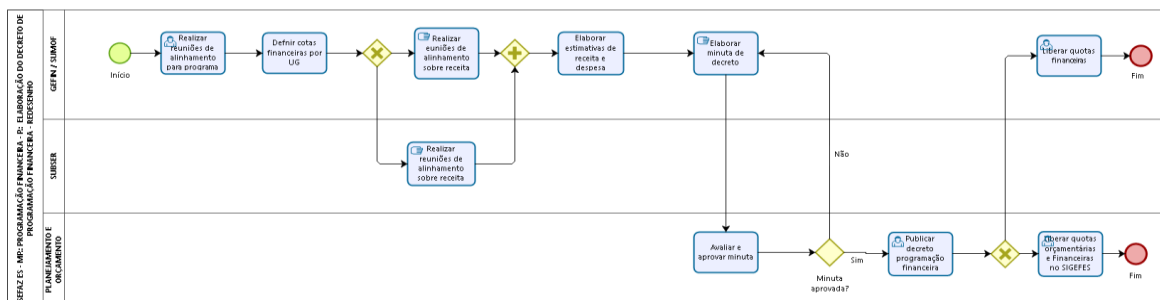 SEFAZ ES - MP: PROGRAMAÇÃO FINANCEIRA - P: ELABORAÇÃO DO DECRETO DE
PROGRAMAÇÃO FINANCEIRA - REDESENHO
GEFIN / SUMOF
Início
Realizar
reuniões de
alinhamento
para programa
Definir cotas
financeiras por
UG
Realizar
euniões de
alinhamento
sobre receita
Elaborar
estimativas de
receita e
despesa
Elaborar
minuta de
decreto
Liberar quotas
financeiras
Fim
SUBSER
Realizar
reuniões de
alinhamento
sobre receita
Não
PLANEJAMENTO E
ORÇAMENTO
Avaliar e
aprovar minuta
Minuta
aprovada?
Sim
Publicar
decreto
programação
financeira
Liberar quotas
orçamentárias
e Financeiras
no SIGEFES
Fim